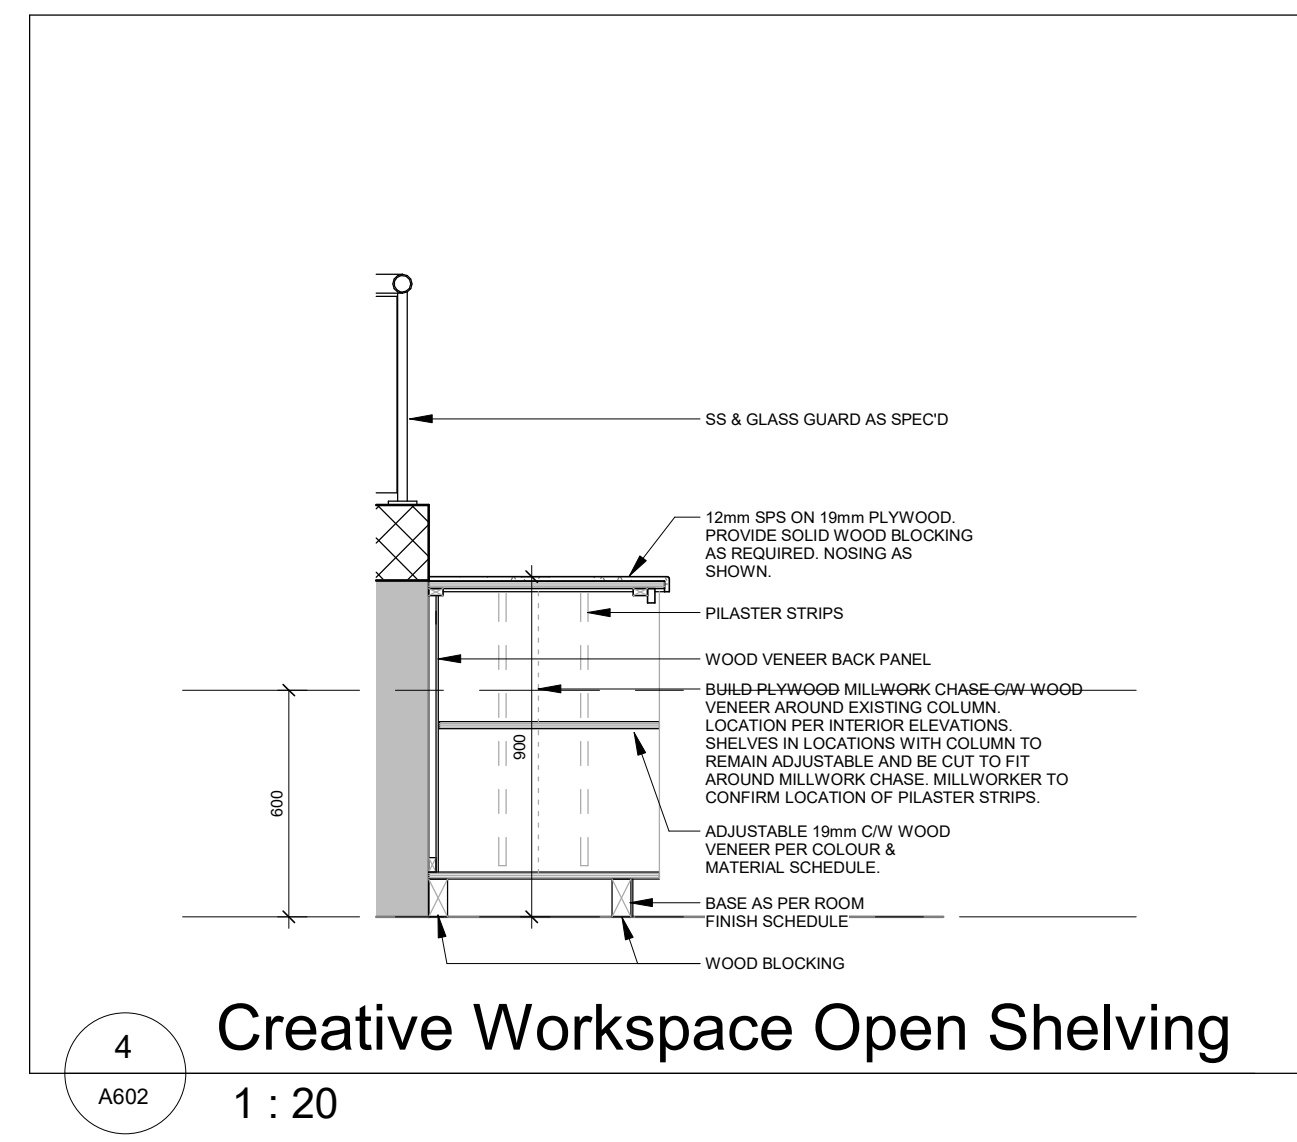 SS & GLASS GUARD AS SPEC'D
12mm SPS ON 19mm PLYWOOD.
PROVIDE SOLID WOOD BLOCKING
AS REQUIRED. NOSING AS
SHOWN.
PILASTER STRIPS
WOOD VENEER BACK PANEL
BUILD PLYWOOD MILLWORK CHASE C/W WOOD
VENEER AROUND EXISTING COLUMN.
LOCATION PER INTERIOR ELEVATIONS.
SHELVES IN LOCATIONS WITH COLUMN TO
REMAIN ADJUSTABLE AND BE CUT TO FIT
AROUND MILLWORK CHASE. MILLWORKER TO
CONFIRM LOCATION OF PILASTER STRIPS.
900
600
ADJUSTABLE 19mm C/W WOOD
VENEER PER COLOUR &
MATERIAL SCHEDULE.
BASE AS PER ROOM
FINISH SCHEDULE
WOOD BLOCKING
4
A602
Creative Workspace Open Shelving
1 : 20